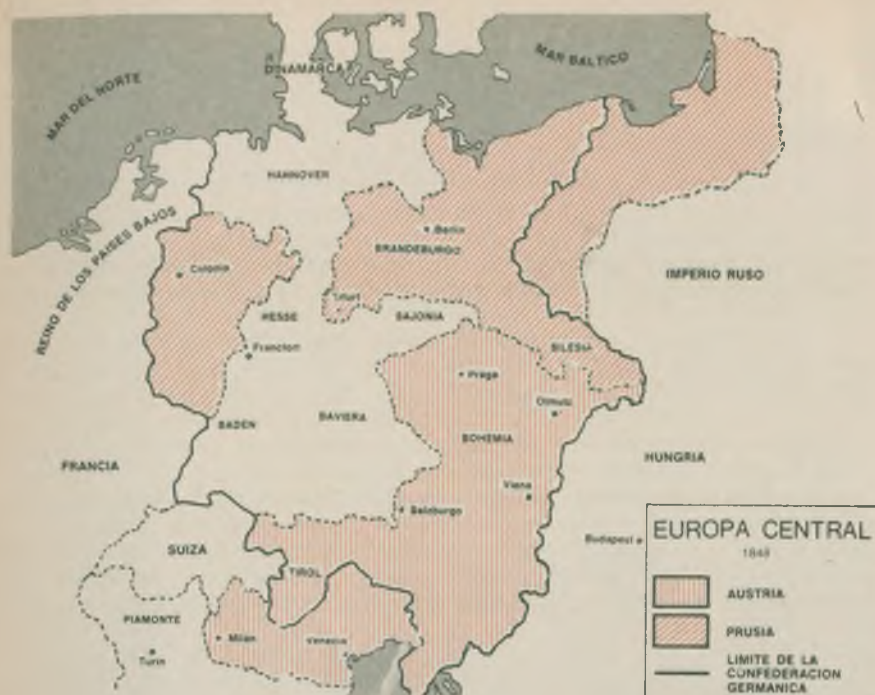 MAR DEL NORTE
DINAMARCA
MAR BALTICO
HANNOVER
REINO DE LOS PAISES BAJOS
Berlín
BRANDEBURGO
Colonia
IMPERIO RUSO
Erfurt
HESSE
SAJONIA
Francfort
SILESIA
Praga
Olmutz
BADEN
BAVIERA
BOHEMIA
FRANCIA
HUNGRIA
Viena
Salzburgo
SUIZA
Budapest
TIROL
PIAMONTE
Milan
Venecia
Turin
EUROPA CENTRAL
1848
AUSTRIA
PRUSIA
LIMITE DE LA
CONFEDERACION
GERMANICA